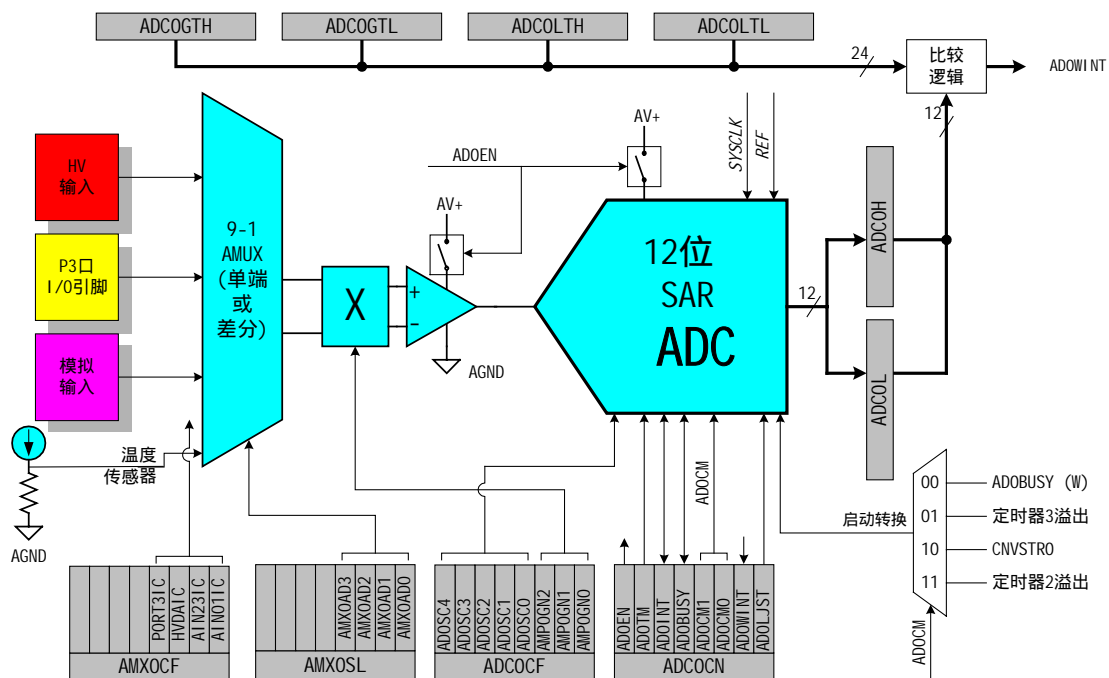 ADC0GTH
ADC0GTL
ADC0LTH
ADC0LTL
24
比较
逻辑
AD0WINT
12
HV
输入
P3口
I/O引脚
模拟
输入
9-1
AMUX
(单端
或
差分)
X
+
-
AV+
AGND
AD0EN
AV+
SYSCLK
REF
12位
SAR
ADC
12
ADC0H
ADC0L
温度
传感器
AGND
AD0CM
启动转换
00
AD0BUSY (W)
01
定时器3溢出
10
CNVSTR0
11
定时器2溢出
AD0CM
PORT3IC
HVDAIC
AIN23IC
AIN01IC
AMX0CF
AMX0AD3
AMX0AD2
AMX0AD1
AMX0AD0
AMX0SL
AD0SC4
AD0SC3
AD0SC2
AD0SC1
AD0SC0
AMP0GN2
AMP0GN1
AMP0GN0
ADC0CF
AD0EN
AD0TM
AD0INT
AD0BUSY
AD0CM1
AD0CM0
AD0WINT
AD0LJST
ADC0CN